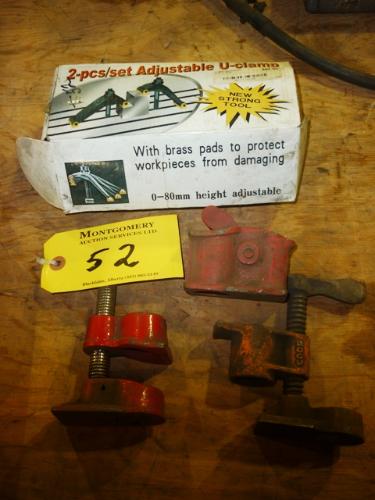 2-pcs/set Adjustable U-clamp
NEW
STRONG
TOOL
With brass pads to protect
workpieces from damaging
0-80mm height adjustable
MONTGOMERY
AUCTION SERVICES LTD.
52